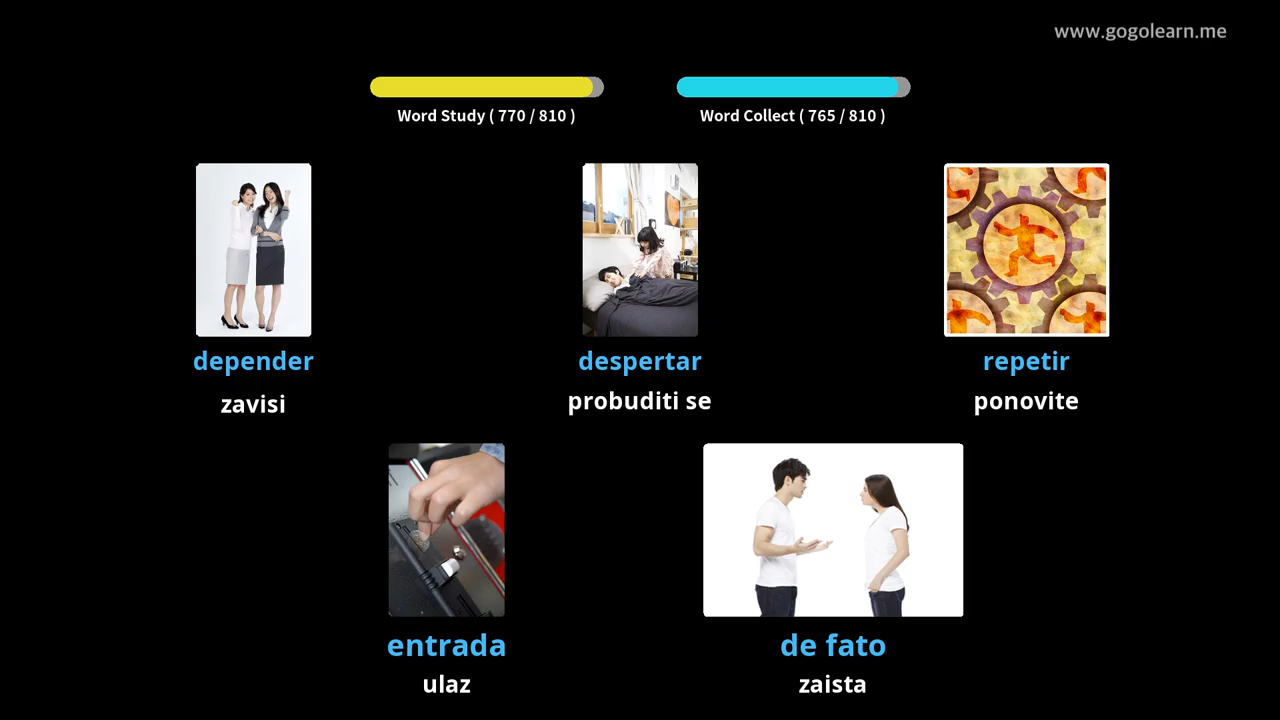 www.gogolearn.me
Word Study ( 770 / 810 )
Word Collect ( 765 / 810 )
depender
despertar
repetir
zavisi
probuditi se
ponovite
entrada
de fato
ulaz
zaista